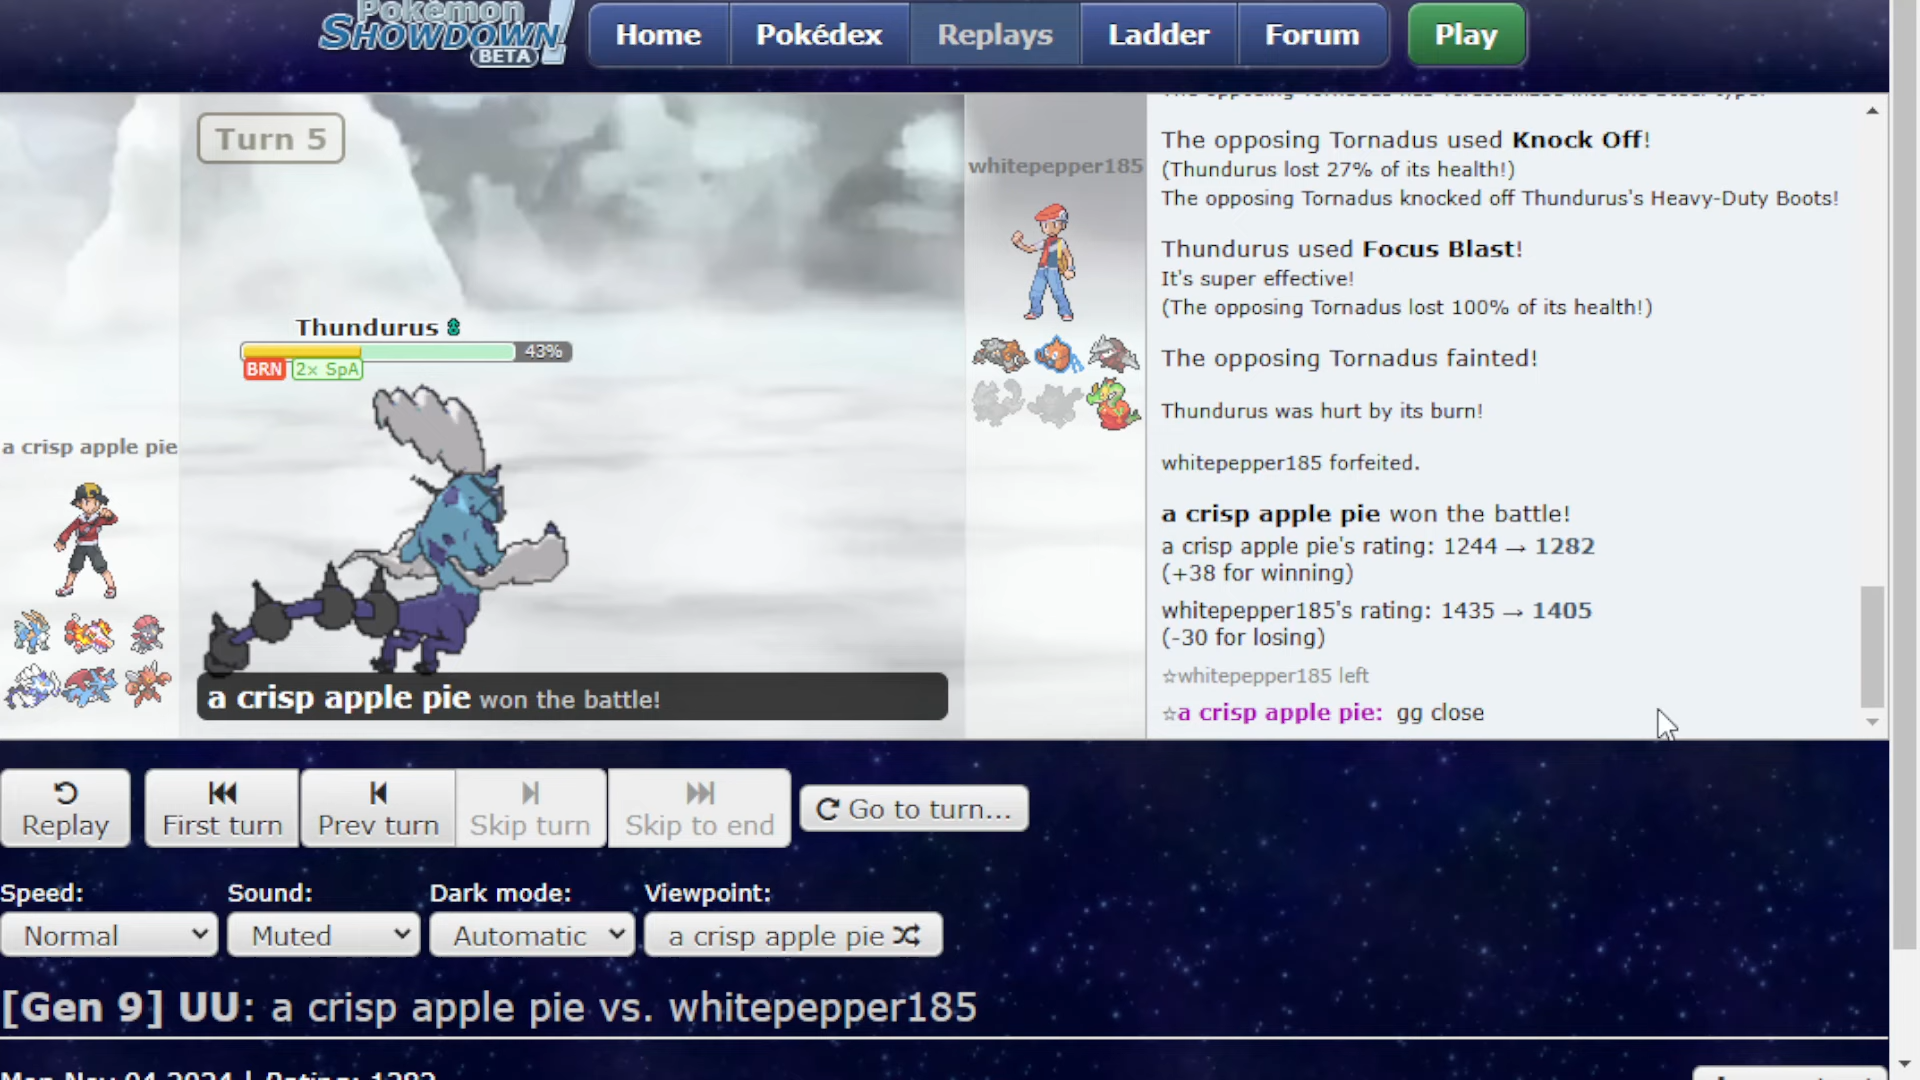 Pokémon
SHOWDOWN!
BETA
Home
Pokédex
Replays
Ladder
Forum
Play
Turn 5
whitepepper185
Thundurus
43%
BRN
2× SpA
a crisp apple pie
a crisp apple pie won the battle!
The opposing Tornadus used Knock Off!
(Thundurus lost 27% of its health!)
The opposing Tornadus knocked off Thundurus's Heavy-Duty Boots!
Thundurus used Focus Blast!
It's super effective!
(The opposing Tornadus lost 100% of its health!)
The opposing Tornadus fainted!
Thundurus was hurt by its burn!
whitepepper185 forfeited.
a crisp apple pie won the battle!
a crisp apple pie's rating: 1244 → 1282
(+38 for winning)
whitepepper185's rating: 1435 → 1405
(-30 for losing)
☆whitepepper185 left
☆a crisp apple pie: gg close
Replay
First turn
Prev turn
Skip turn
Skip to end
Go to turn...
Speed:
Sound:
Dark mode:
Viewpoint:
Normal
Muted
Automatic
a crisp apple pie
[Gen 9] UU: a crisp apple pie vs. whitepepper185
Mon Nov 04 2024 | Rating: 1282